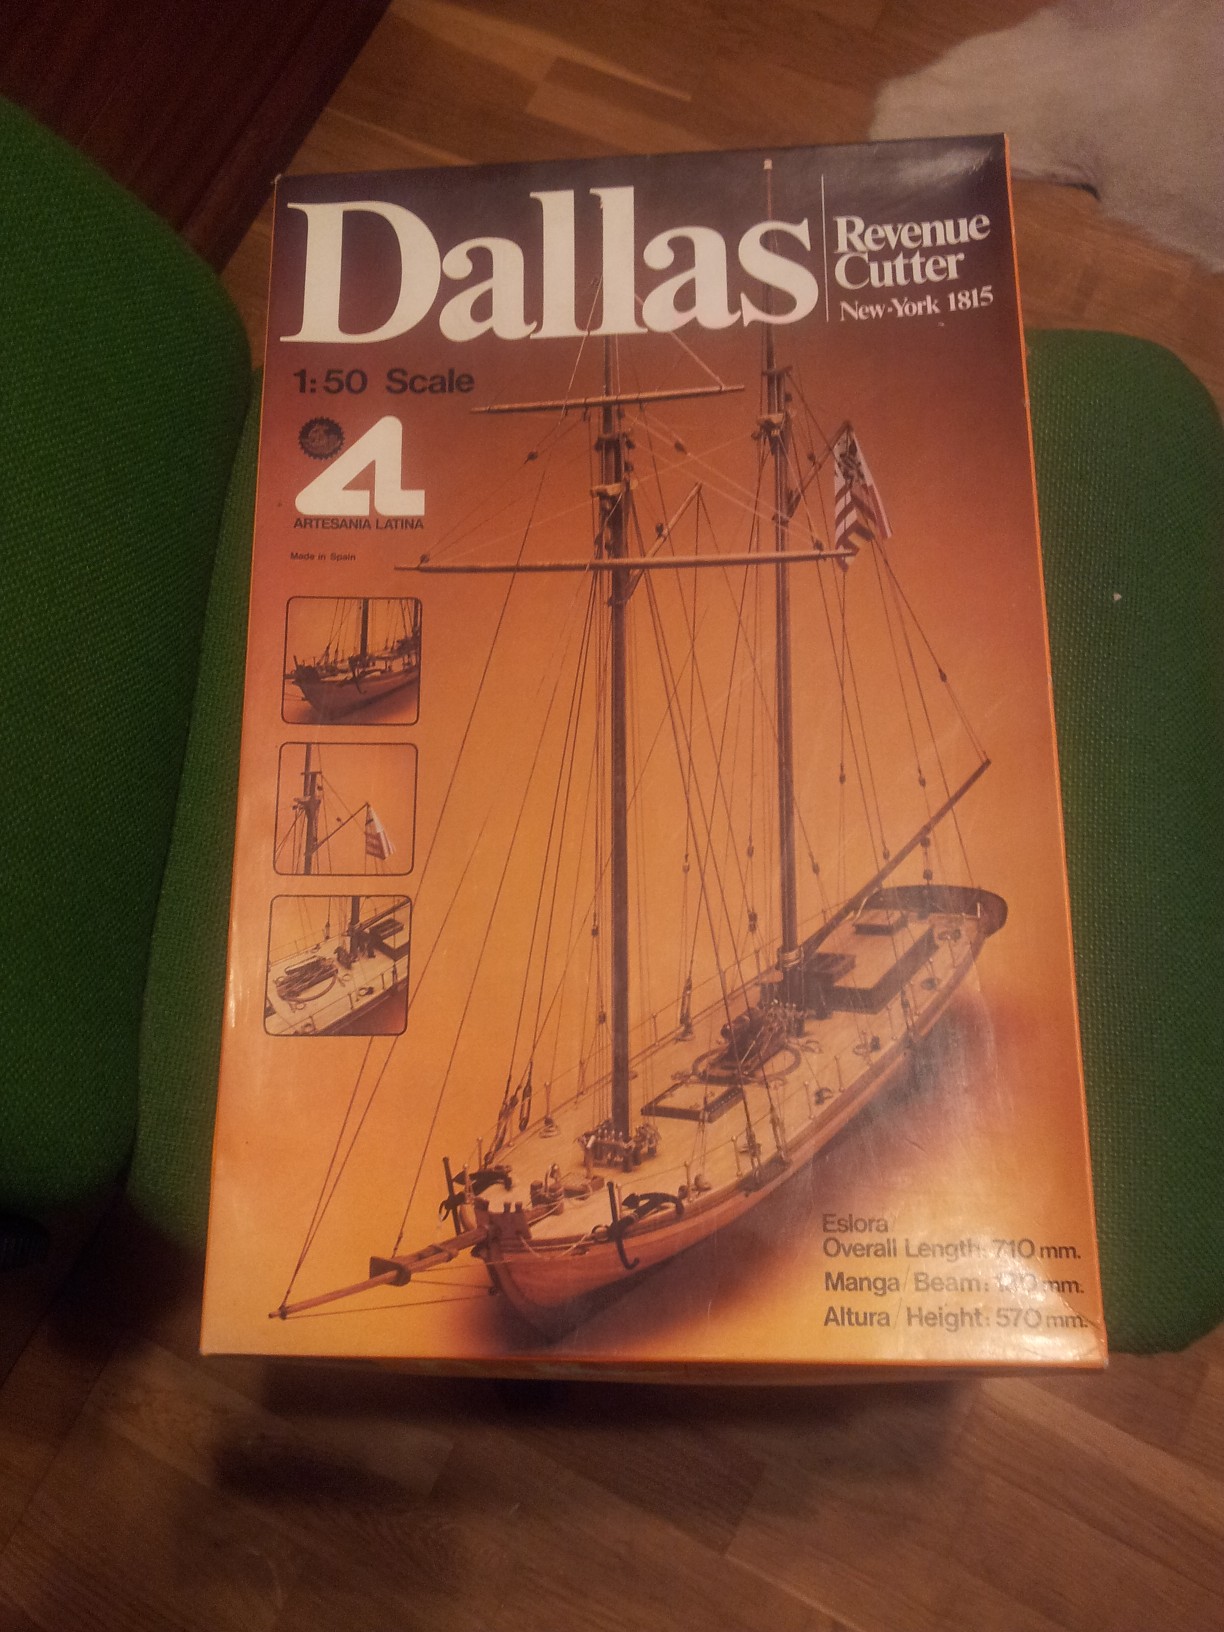 Dallas
Revenue
Cutter
New-York 1815
1:50 Scale
ARTESANIA LATINA
Made in Spain
Eslora/
Overall Length: 710 mm.
Manga/Beam: mm.
Altura/Height: 570 mm.